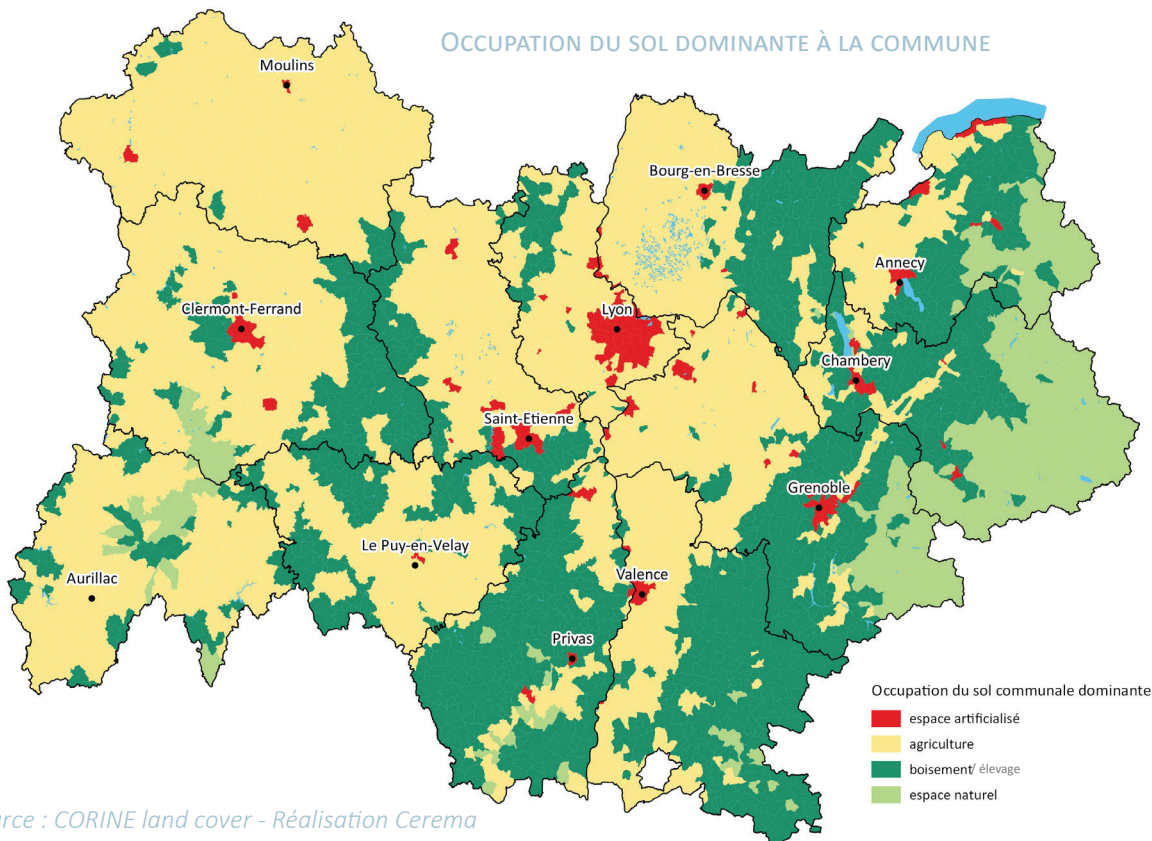 OCCUPATION DU SOL DOMINANTE À LA COMMUNE
Moulins
Bourg-en-Bresse
Annecy
Clermont-Ferrand
Lyon
Chambery
Saint-Etienne
Grenoble
Le Puy-en-Velay
Valence
Aurillac
Privas
Occupation du sol communale dominante
espace artificialisé
agriculture
boisement/ élevage
espace naturel
rce : CORINE land cover - Réalisation Cerema